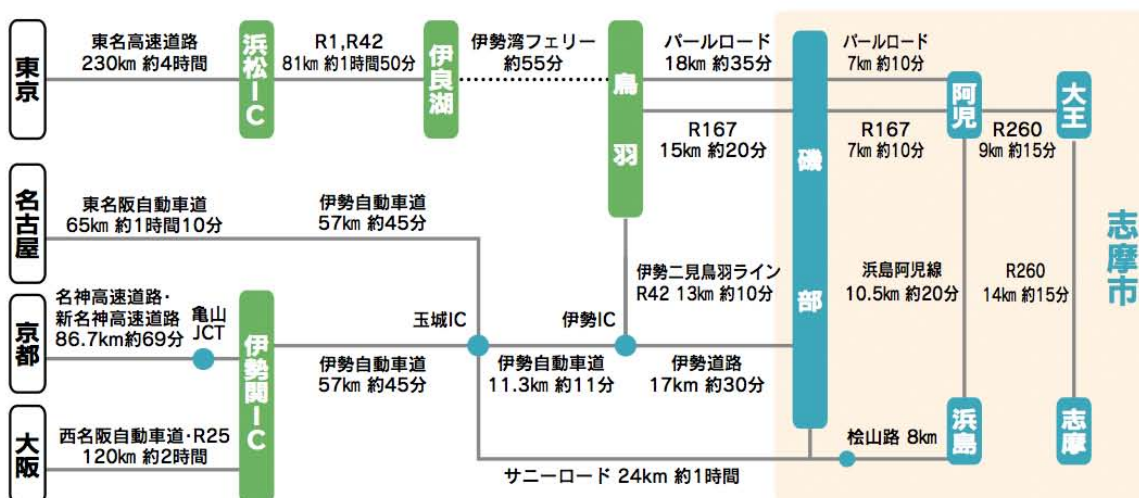 東京
東名高速道路
230km 約4時間
浜松IC
R1,R42
81km 約1時間50分
伊良湖
伊勢湾フェリー
約55分
鳥羽
パールロード
18km 約35分
R167
15km 約20分
磯部
パールロード
7km 約10分
R167
7km 約10分
阿児
R260
9km 約15分
大王
名古屋
東名阪自動車道
65km 約1時間10分
伊勢自動車道
57km 約45分
伊勢二見鳥羽ライン
R42 13km 約10分
浜島阿児線
10.5km 約20分
R260
14km 約15分
志摩市
京都
名神高速道路・
新名神高速道路
86.7km約69分
亀山
JCT
伊勢関IC
伊勢自動車道
57km 約45分
玉城IC
伊勢自動車道
11.3km 約11分
伊勢IC
伊勢道路
17km 約30分
大阪
西名阪自動車道・R25
120km 約2時間
サニーロード 24km 約1時間
桧山路 8km
浜島
志摩